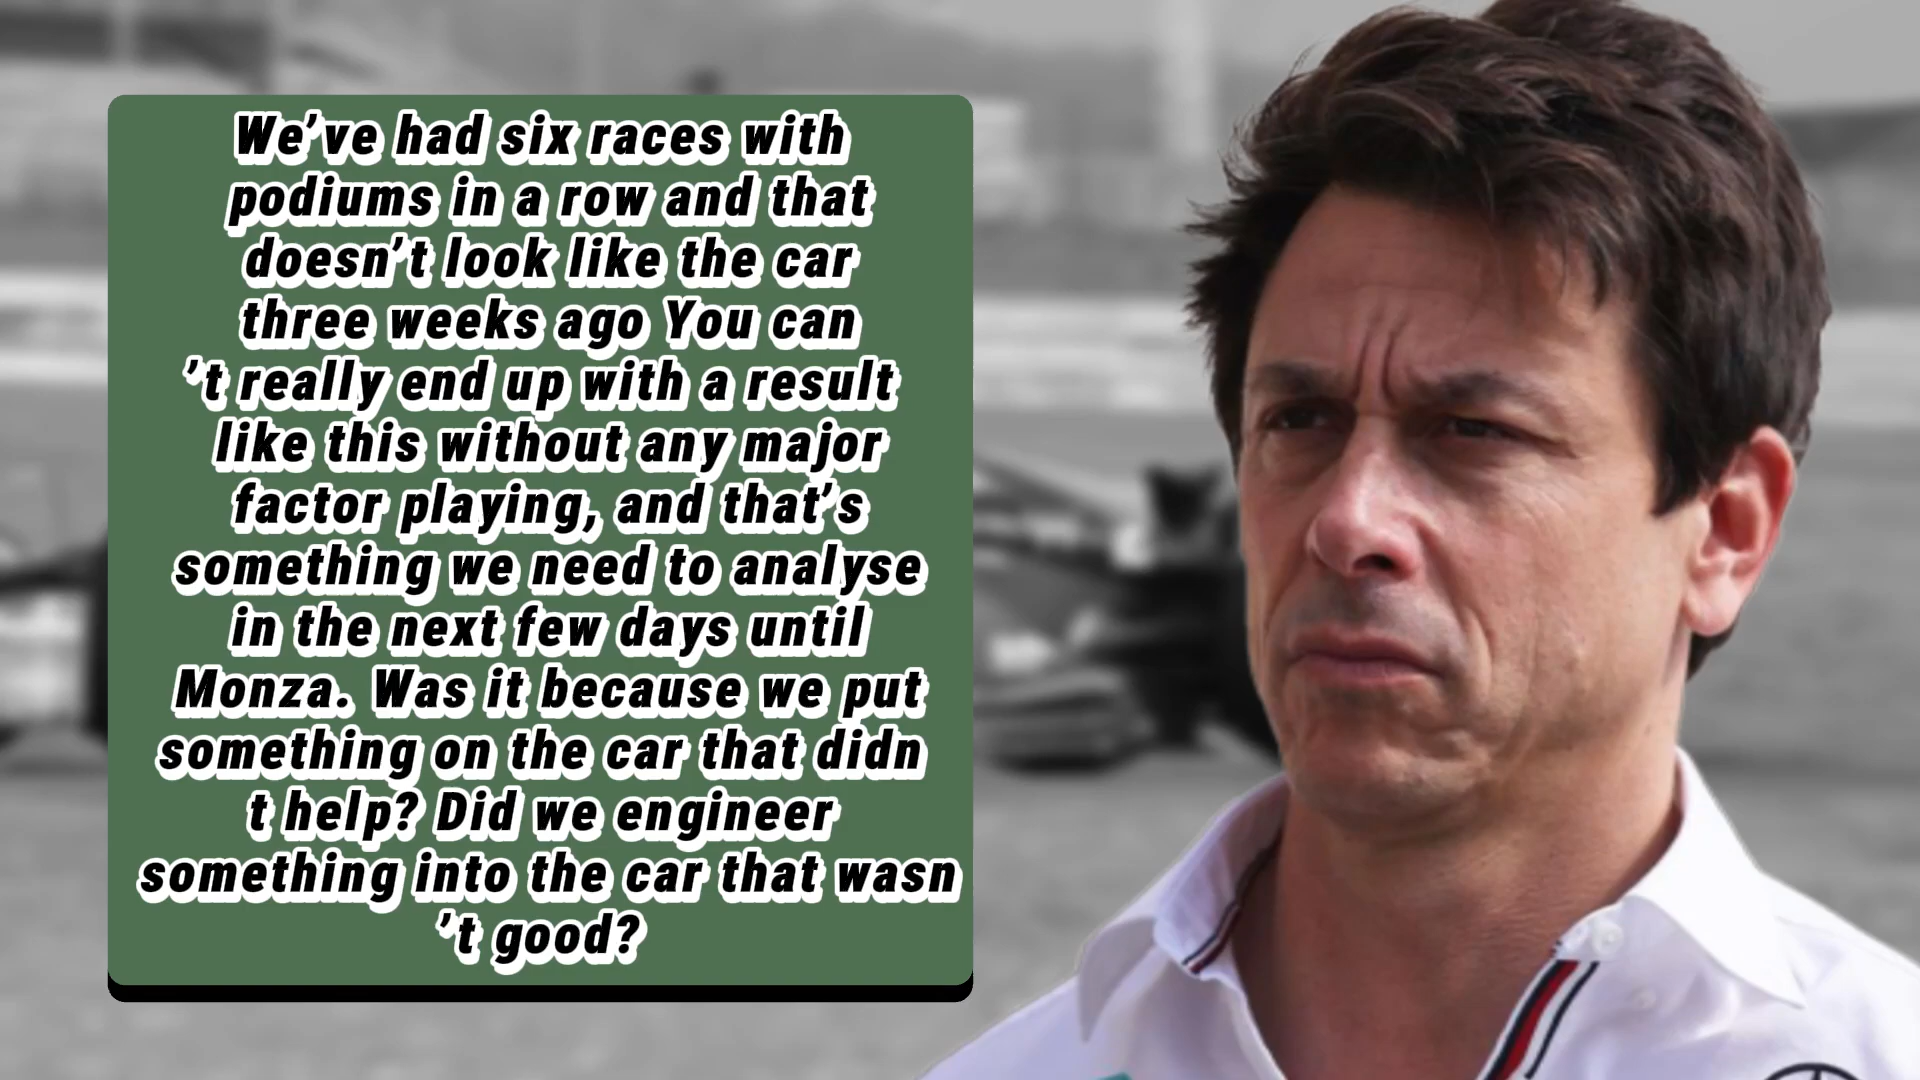 We’ve had six races with
podiums in a row and that
doesn’t look like the car
three weeks ago You can
’t really end up with a result
like this without any major
factor playing, and that’s
something we need to analyse
in the next few days until
Monza. Was it because we put
something on the car that didn
t help? Did we engineer
something into the car that wasn
’t good?